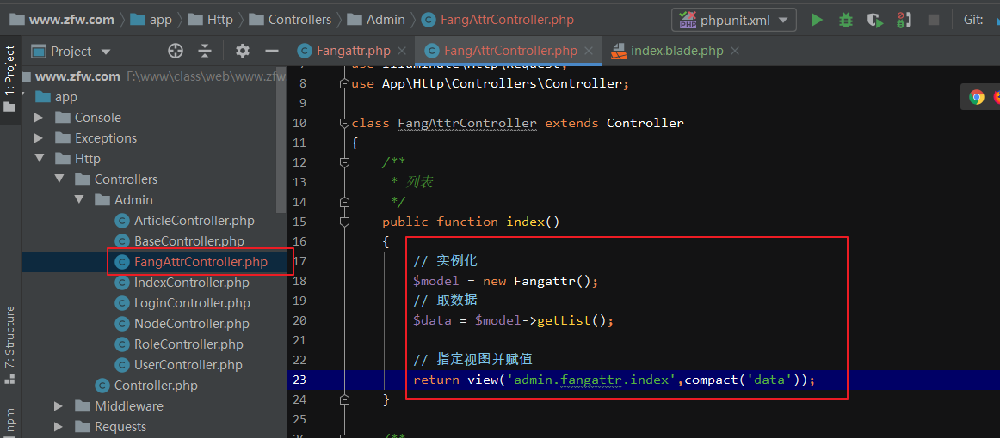 www.zfw.com app Http Controllers Admin FangAttrController.php phpunit.xml Git:
1: Project
Project
Fangattr.php FangAttrController.php index.blade.php
www.zfw.com F:\www\class\web\www.zfw
app
Console
Exceptions
Http
Controllers
Admin
ArticleController.php
BaseController.php
FangAttrController.php
IndexController.php
LoginController.php
NodeController.php
RoleController.php
UserController.php
Controller.php
Middleware
Requests
Z: Structure
npm
7 use Illuminate\Http\Request;
8 use App\Http\Controllers\Controller;
9
10 class FangAttrController extends Controller
11 {
12 /**
13 * 列表
14 */
15 public function index()
16 {
17 // 实例化
18 $model = new Fangattr();
19 // 取数据
20 $data = $model->getList();
21
22 // 指定视图并赋值
23 return view('admin.fangattr.index',compact('data'));
24 }
25
26 /**